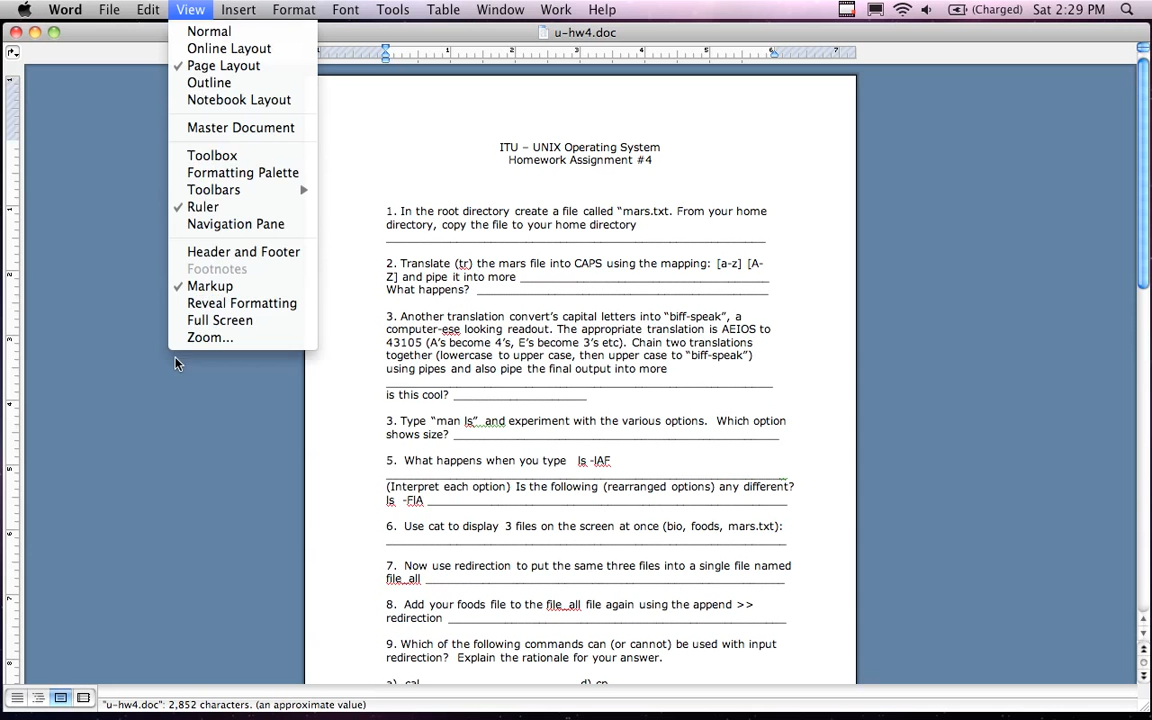 Word File Edit View Insert Format Font Tools Table Window Work Help (Charged) Sat 2:29 PM
u-hw4.doc
Normal
Online Layout
Page Layout
Outline
Notebook Layout
Master Document
Toolbox
Formatting Palette
Toolbars
Ruler
Navigation Pane
Header and Footer
Footnotes
Markup
Reveal Formatting
Full Screen
Zoom...
1 2 3 4 5 6 7
ITU – UNIX Operating System
Homework Assignment #4
1. In the root directory create a file called “mars.txt. From your home
directory, copy the file to your home directory
2. Translate (tr) the mars file into CAPS using the mapping: [a-z] [A-
Z] and pipe it into more
What happens?
3. Another translation convert’s capital letters into “biff-speak”, a
computer-ese looking readout. The appropriate translation is AEIOS to
43105 (A’s become 4’s, E’s become 3’s etc). Chain two translations
together (lowercase to upper case, then upper case to “biff-speak”)
using pipes and also pipe the final output into more
is this cool?
3. Type “man ls” and experiment with the various options. Which option
shows size?
5. What happens when you type ls -lAF
(Interpret each option) Is the following (rearranged options) any different?
ls -FlA
6. Use cat to display 3 files on the screen at once (bio, foods, mars.txt):
7. Now use redirection to put the same three files into a single file named
file_all
8. Add your foods file to the file_all file again using the append >>
redirection
9. Which of the following commands can (or cannot) be used with input
redirection? Explain the rationale for your answer.
a) cal d) cp
"u-hw4.doc": 2,852 characters. (an approximate value)